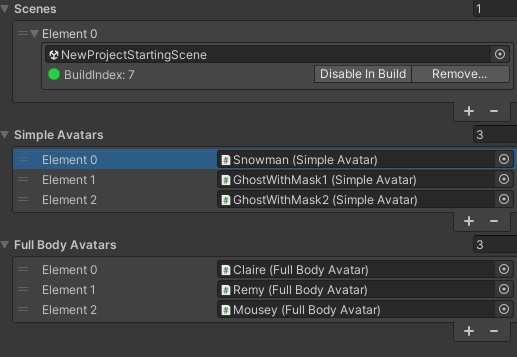 Scenes 1
Element 0
NewProjectStartingScene
BuildIndex: 7 Disable In Build Remove...
Simple Avatars 3
Element 0 Snowman (Simple Avatar)
Element 1 GhostWithMask1 (Simple Avatar)
Element 2 GhostWithMask2 (Simple Avatar)
Full Body Avatars 3
Element 0 Claire (Full Body Avatar)
Element 1 Remy (Full Body Avatar)
Element 2 Mousey (Full Body Avatar)